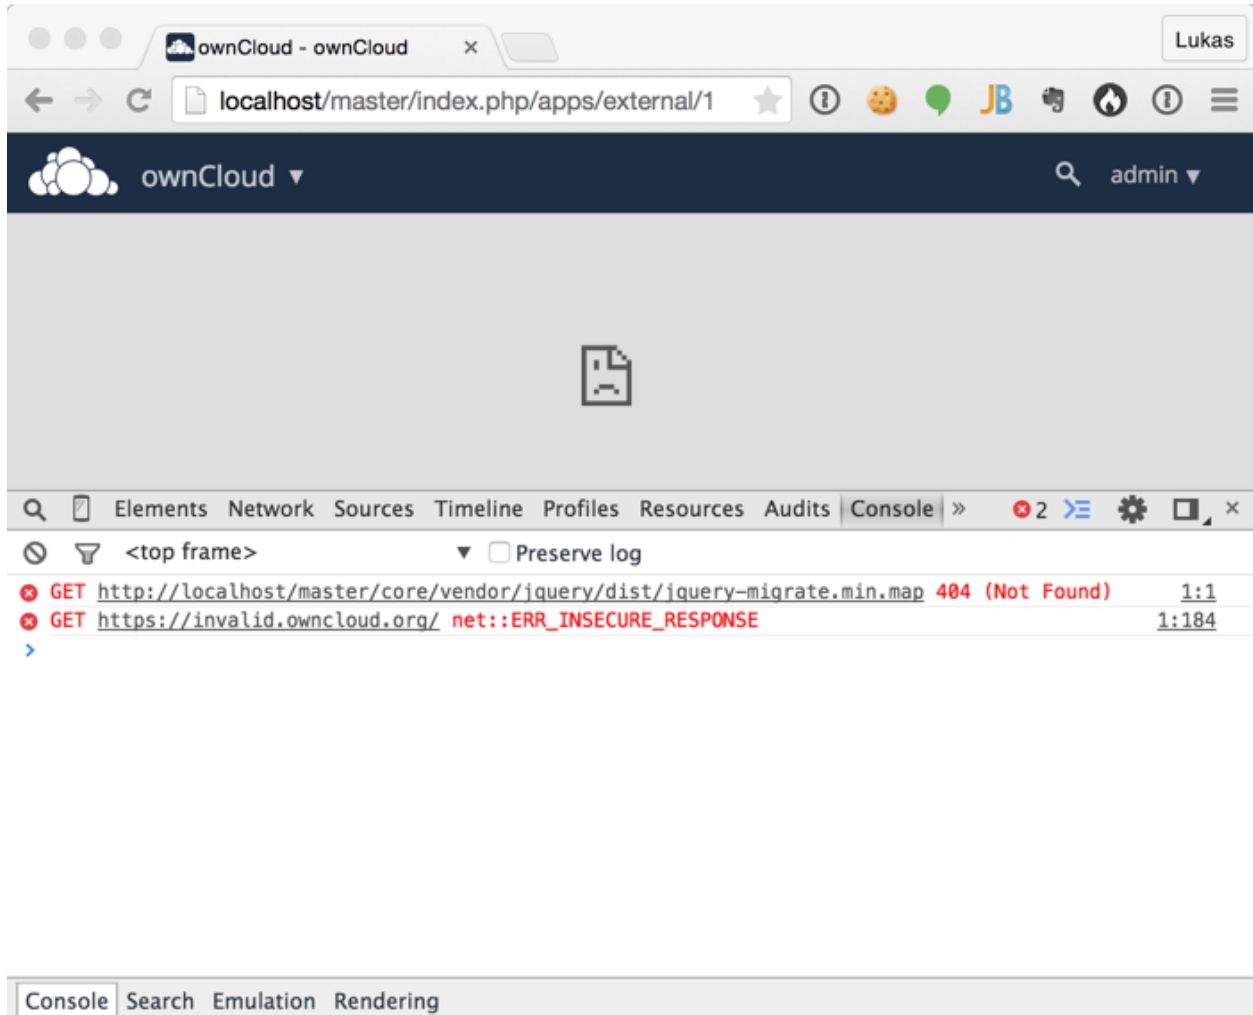 ownCloud - ownCloud
Lukas
localhost/master/index.php/apps/external/1
JB
ownCloud
admin
Elements Network Sources Timeline Profiles Resources Audits Console » 2
<top frame> Preserve log
GET http://localhost/master/core/vendor/jquery/dist/jquery-migrate.min.map 404 (Not Found) 1:1
GET https://invalid.owncloud.org/ net::ERR_INSECURE_RESPONSE 1:184
>
Console Search Emulation Rendering